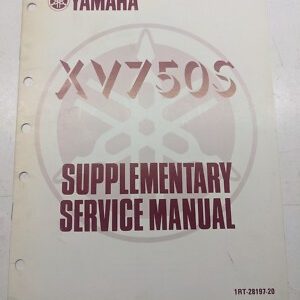 YAMAHA
XV750S
SUPPLEMENTARY
SERVICE MANUAL
1RT-28197-20